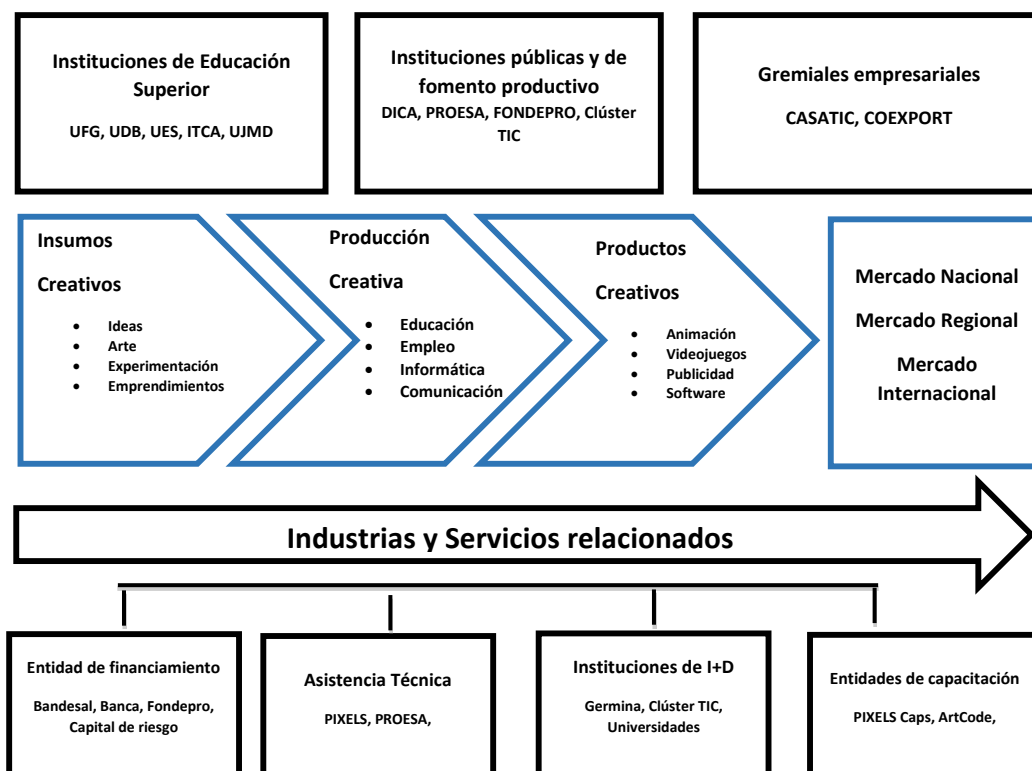 Instituciones de Educación
Superior
UFG, UDB, UES, ITCA, UJMD
Instituciones públicas y de
fomento productivo
DICA, PROESA, FONDEPRO, Clúster
TIC
Gremiales empresariales
CASATIC, COEXPORT
Insumos
Creativos
• Ideas
• Arte
• Experimentación
• Emprendimientos
Producción
Creativa
• Educación
• Empleo
• Informática
• Comunicación
Productos
Creativos
• Animación
• Videojuegos
• Publicidad
• Software
Mercado Nacional
Mercado Regional
Mercado
Internacional
Industrias y Servicios relacionados
Entidad de financiamiento
Bandesal, Banca, Fondepro,
Capital de riesgo
Asistencia Técnica
PIXELS, PROESA,
Instituciones de I+D
Germina, Clúster TIC,
Universidades
Entidades de capacitación
PIXELS Caps, ArtCode,